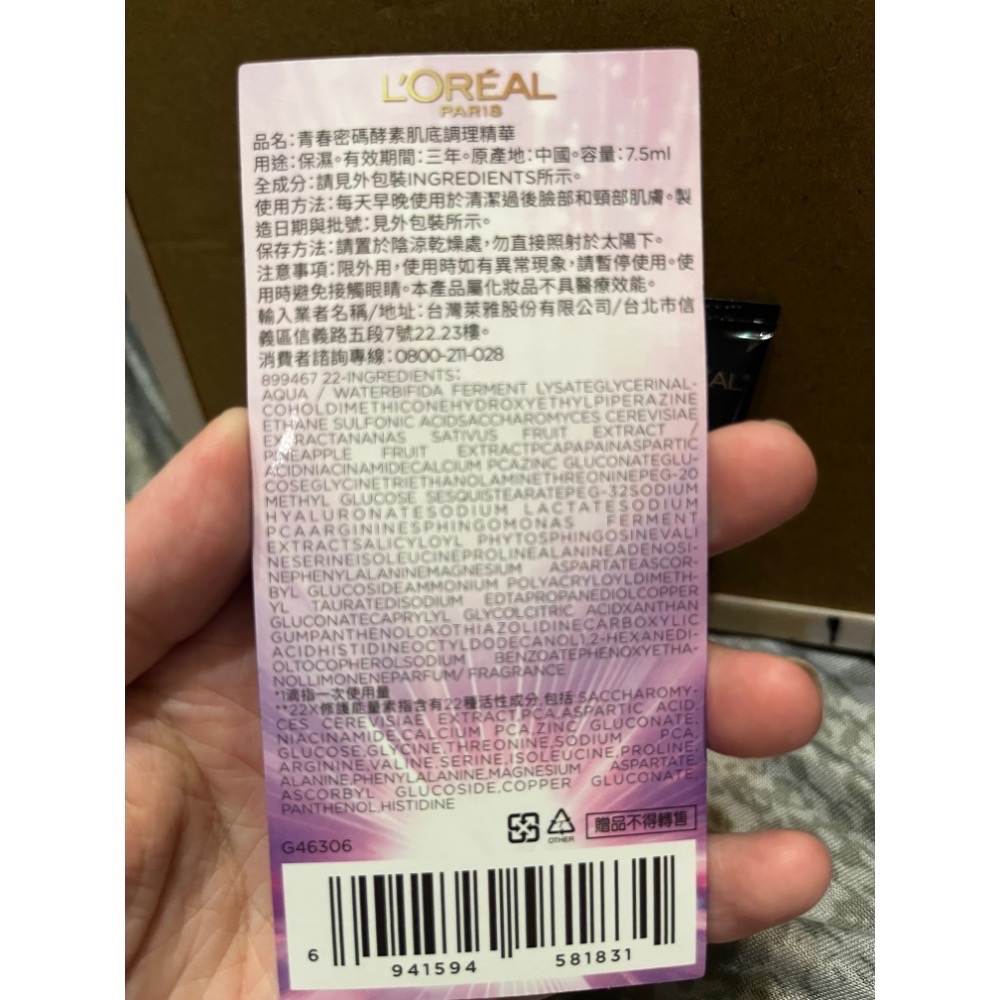 L'ORÉAL
PARIS
品名:青春密碼酵素肌底調理精華
用途:保濕。有效期間:三年。原產地:中國。容量:7.5ml
全成分:請見外包裝INGREDIENTS所示。
使用方法:每天早晚使用於清潔過後臉部和頸部肌膚。製
造日期與批號:見外包裝所示。
保存方法:請置於陰涼乾燥處,勿直接照射於太陽下。
注意事項:限外用,使用時如有異常現象,請暫停使用。使
用時避免接觸眼睛。本產品屬化妝品不具醫療效能。
輸入業者名稱/地址:台灣萊雅股份有限公司/台北市信
義區信義路五段7號22.23樓。
消費者諮詢專線:0800-211-028
899467 22-INGREDIENTS:
AQUA / WATERBIFIDA FERMENT LYSATEGLYCERINAL-
COHOLDIMETHICONEHYDROXYETHYLPIPERAZINE
ETHANE SULFONIC ACIDSACCHAROMYCES CEREVISIAE
EXTRACTANANAS SATIVUS FRUIT EXTRACT /
PINEAPPLE FRUIT EXTRACTPCAPAPAINASPARTIC
ACIDNIACINAMIDECALCIUM PCAZINC GLUCONATEGLU-
COSEGLYCINETRIETHANOLAMINETHREONINEPEG-20
METHYL GLUCOSE SESQUISTEARATEPEG-32SODIUM
HYALURONATESODIUM LACTATESODIUM
PCAARGININESPHINGOMONAS FERMENT
EXTRACTSALICYLOYL PHYTOSPHINGOSINEVALI
NESERINEISOLEUCINEPROLINEALANINEADENOSI-
NEPHENYLALANINEMAGNESIUM ASPARTATEASCOR-
BYL GLUCOSIDEAMMONIUM POLYACRYLOYLDIMETH-
YL TAURATEDISODIUM EDTAPROPANEDIOLCOPPER
GLUCONATECAPRYLYL GLYCOLCITRIC ACIDXANTHAN
GUMPANTHENOLOXOTHIAZOLIDINECARBOXYLIC
ACIDHISTIDINEOCTYLDODECANOL1,2-HEXANEDI-
OLTOCOPHEROLSODIUM BENZOATEPHENOXYETHA-
NOLLIMONENEPARFUM/ FRAGRANCE
*1滴指一次使用量
**22X修護能量素指含有22種活性成分,包括 SACCHAROMY-
CES CEREVISIAE EXTRACT,PCA,ASPARTIC ACID,
NIACINAMIDE,CALCIUM PCA,ZINC GLUCONATE,
GLUCOSE,GLYCINE,THREONINE,SODIUM PCA,
ARGININE,VALINE,SERINE,ISOLEUCINE,PROLINE,
ALANINE,PHENYLALANINE,MAGNESIUM ASPARTATE,
ASCORBYL GLUCOSIDE,COPPER GLUCONATE,
PANTHENOL,HISTIDINE
OTHER
贈品不得轉售
G46306
6 941594 581831